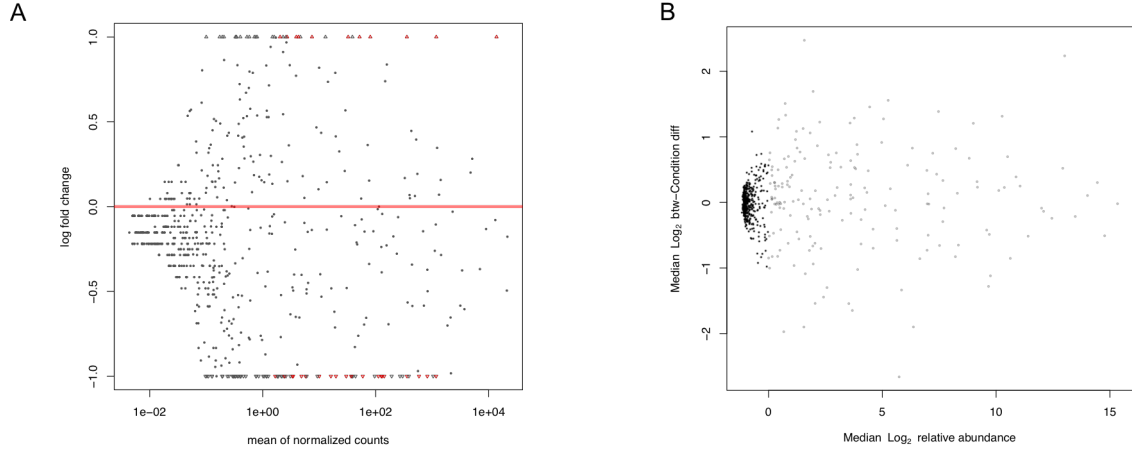 A
1.0
0.5
0.0
−0.5
−1.0
log fold change
1e−02
1e+00
1e+02
1e+04
mean of normalized counts
B
2
1
0
−1
−2
Median Log₂ btw−Condition diff
0
5
10
15
Median Log₂ relative abundance